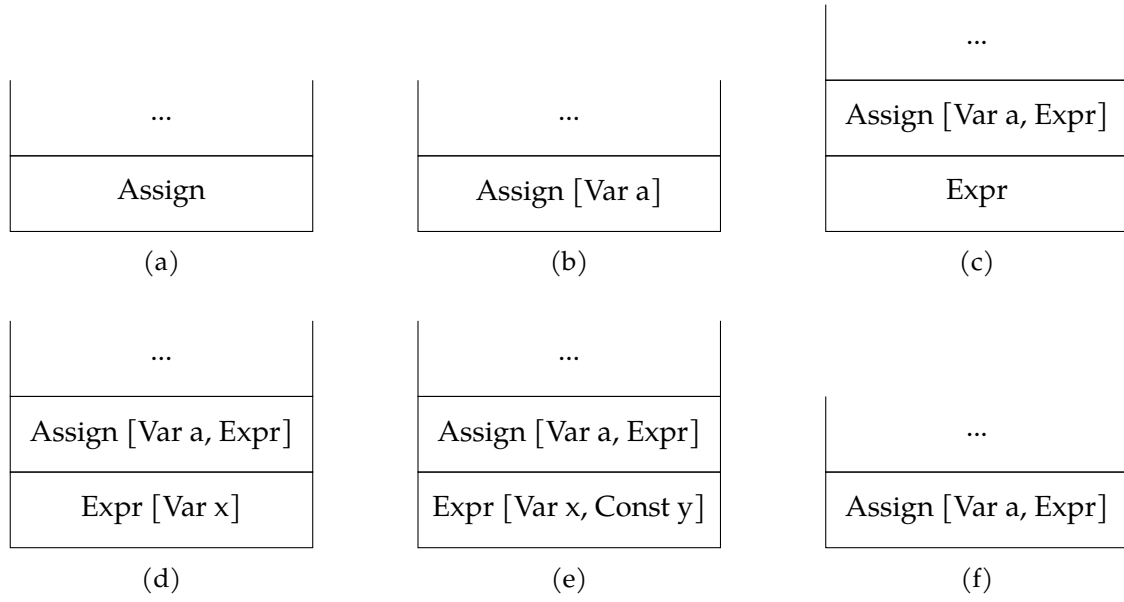 ...
Assign
(a)
...
Assign [Var a]
(b)
...
Assign [Var a, Expr]
Expr
(c)
...
Assign [Var a, Expr]
Expr [Var x]
(d)
...
Assign [Var a, Expr]
Expr [Var x, Const y]
(e)
...
Assign [Var a, Expr]
(f)